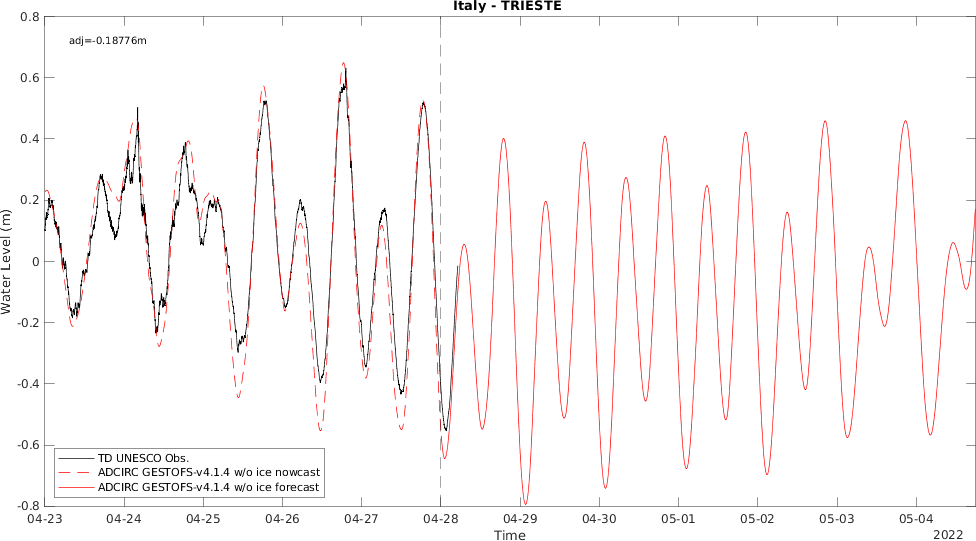 Italy - TRIESTE
adj=-0.18776m
Water Level (m)
0.8
0.6
0.4
0.2
0
-0.2
-0.4
-0.6
-0.8
TD UNESCO Obs.
ADCIRC GESTOFS-v4.1.4 w/o ice nowcast
ADCIRC GESTOFS-v4.1.4 w/o ice forecast
04-23 04-24 04-25 04-26 04-27 04-28 04-29 04-30 05-01 05-02 05-03 05-04
Time
2022